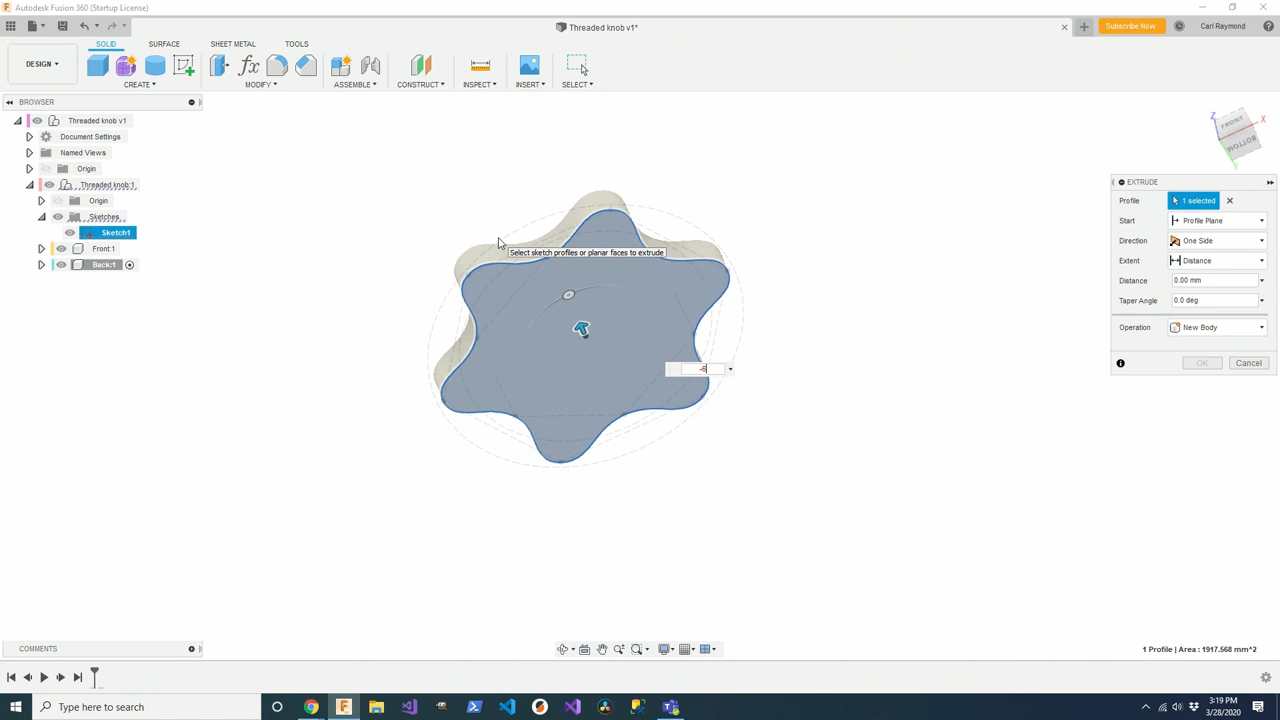 Autodesk Fusion 360 (Startup License)
Threaded knob v1*
Subscribe Now
Carl Raymond
SOLID
SURFACE
SHEET METAL
TOOLS
DESIGN
CREATE
MODIFY
ASSEMBLE
CONSTRUCT
INSPECT
INSERT
SELECT
BROWSER
Threaded knob v1
Document Settings
Named Views
Origin
Threaded knob:1
Origin
Sketches
Sketch1
Front:1
Back:1
Select sketch profiles or planar faces to extrude
-6
Z
X
FRONT
BOTTOM
EXTRUDE
Profile
1 selected
Start
Profile Plane
Direction
One Side
Extent
Distance
Distance
0.00 mm
Taper Angle
0.0 deg
Operation
New Body
OK
Cancel
COMMENTS
1 Profile | Area : 1917.568 mm^2
Type here to search
3:19 PM
3/28/2020